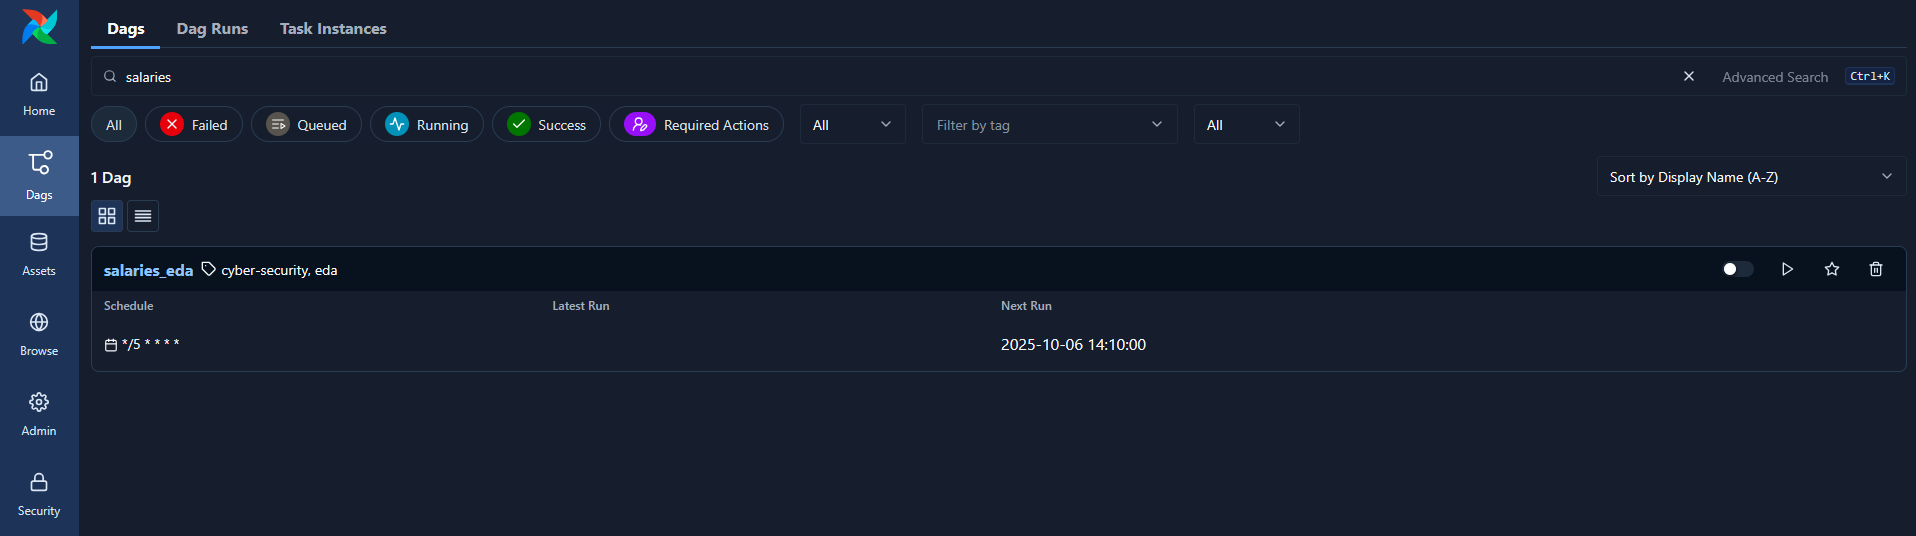 Dags Dag Runs Task Instances
salaries Advanced Search Ctrl+K
Home
All Failed Queued Running Success Required Actions All Filter by tag All
Dags
1 Dag Sort by Display Name (A-Z)
Assets
salaries_eda cyber-security, eda
Schedule Latest Run Next Run
*/5 * * * * 2025-10-06 14:10:00
Browse
Admin
Security